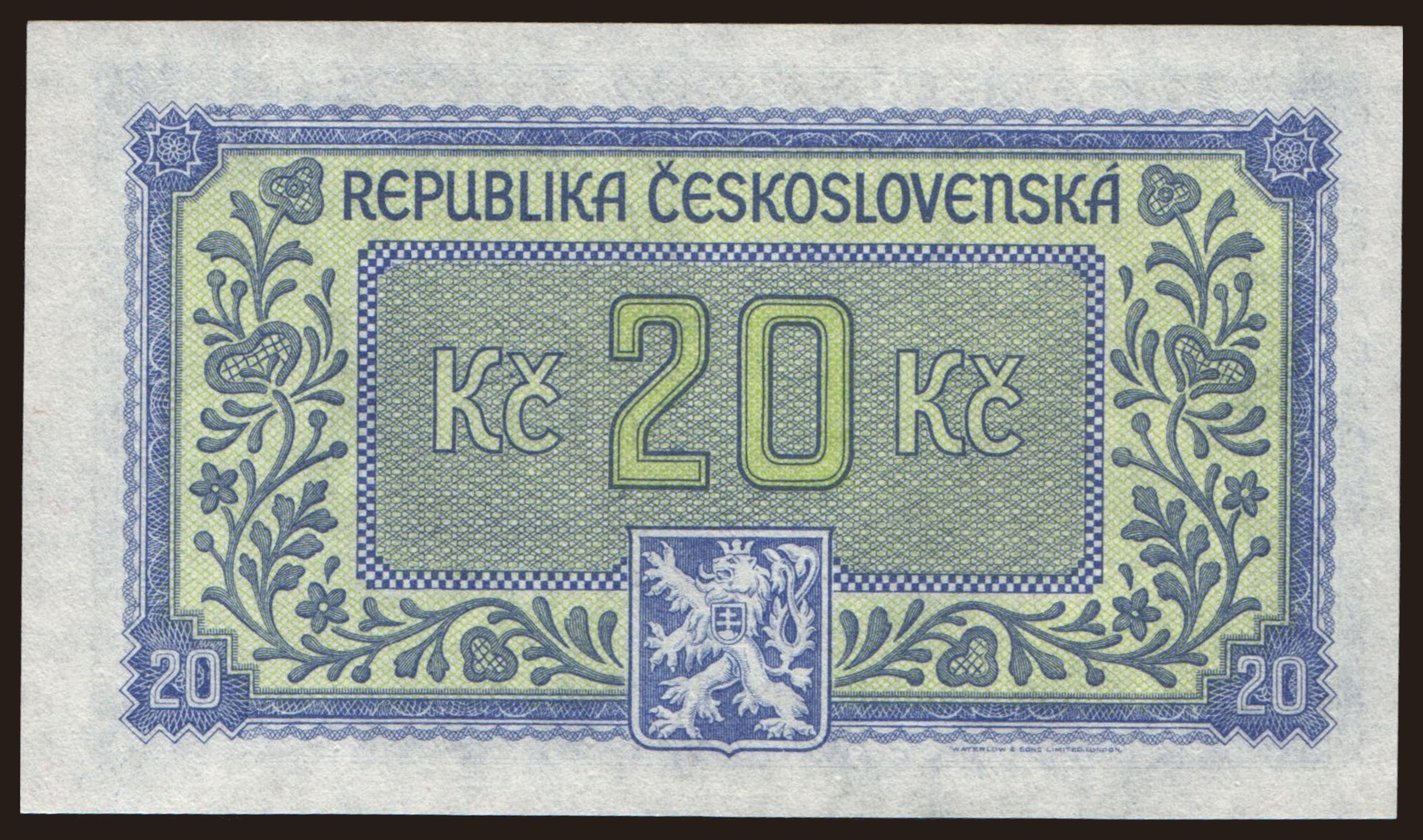 REPUBLIKA ČESKOSLOVENSKÁ
Kč 20 Kč
20
20
WATERLOW & SONS LIMITED, LONDON.